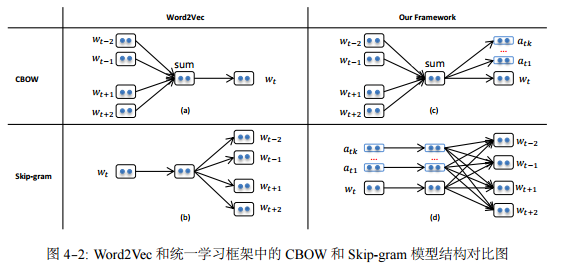 Word2Vec Our Framework
CBOW
w_{t-2}
w_{t-1}
w_{t+1}
w_{t+2}
sum
w_t
(a)
w_{t-2}
w_{t-1}
w_{t+1}
w_{t+2}
sum
a_{tk}
...
a_{t1}
w_t
(c)
Skip-gram
w_t
w_{t-2}
w_{t-1}
w_{t+1}
w_{t+2}
(b)
a_{tk}
... ...
a_{t1}
w_t
w_{t-2}
w_{t-1}
w_{t+1}
w_{t+2}
(d)
图 4-2: Word2Vec 和统一学习框架中的 CBOW 和 Skip-gram 模型结构对比图